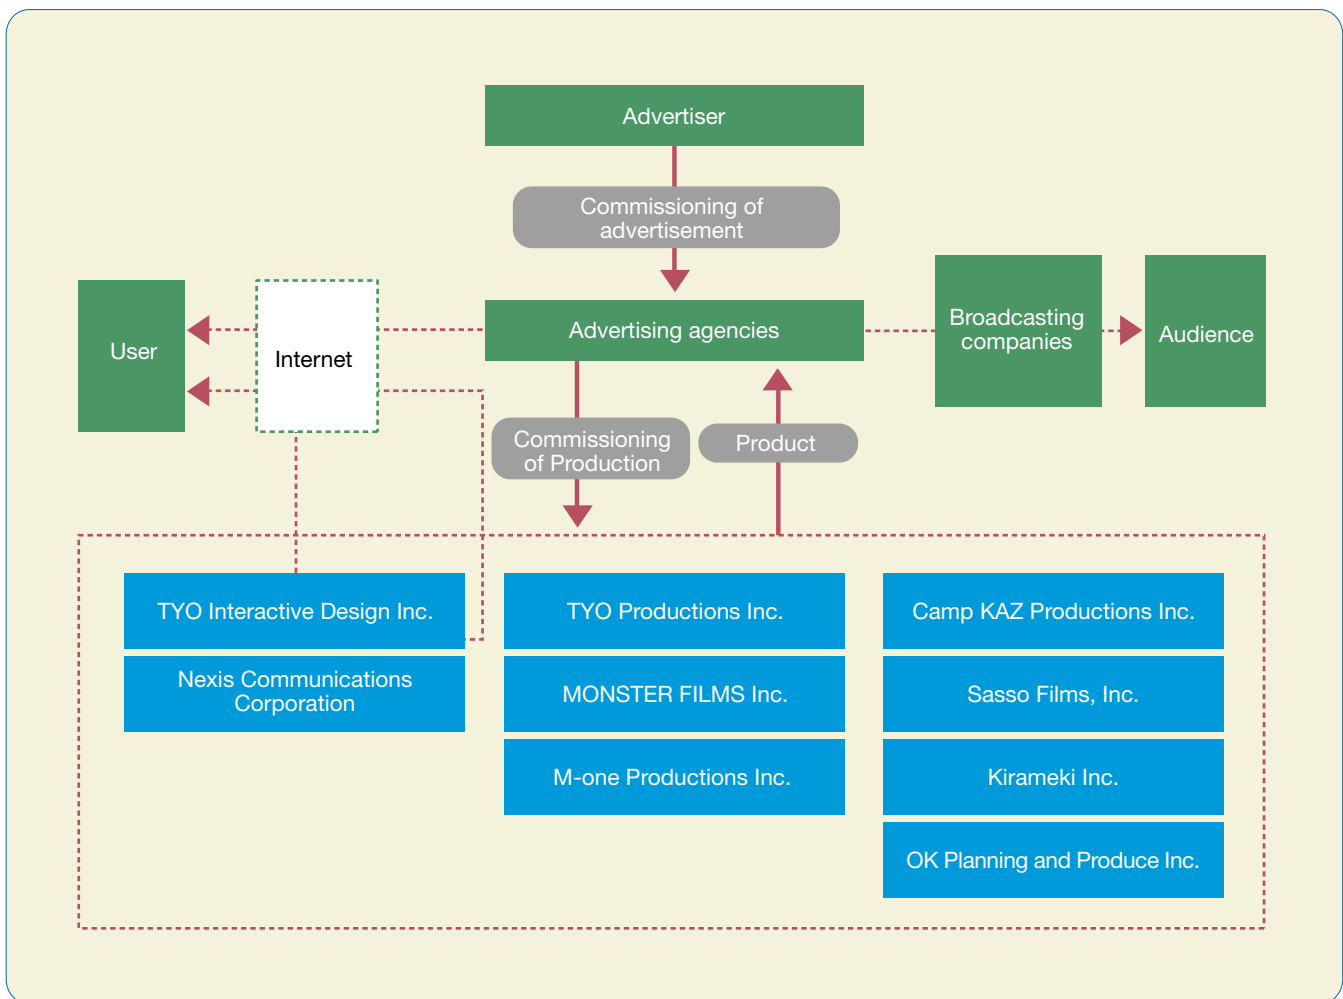 Advertiser
Commissioning of
advertisement
User
Internet
Advertising agencies
Broadcasting
companies
Audience
Commissioning
of Production
Product
TYO Interactive Design Inc.
Nexis Communications
Corporation
TYO Productions Inc.
MONSTER FILMS Inc.
M-one Productions Inc.
Camp KAZ Productions Inc.
Sasso Films, Inc.
Kirameki Inc.
OK Planning and Produce Inc.